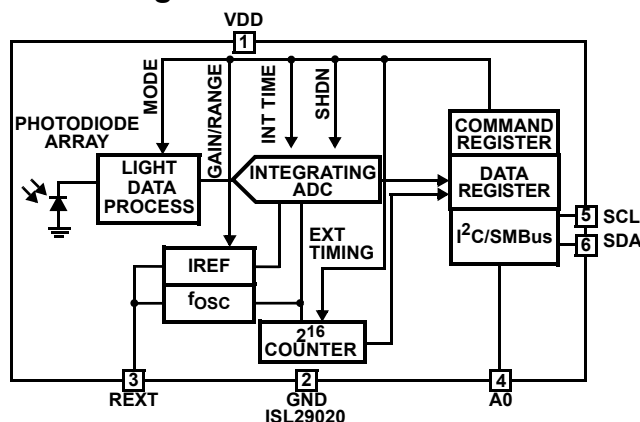 VDD
1
PHOTODIODE
ARRAY
MODE
GAIN/RANGE
INT TIME
SHDN
COMMAND
REGISTER
LIGHT
DATA
PROCESS
INTEGRATING
ADC
DATA
REGISTER
5 SCL
I²C/SMBus
6 SDA
EXT
TIMING
IREF
fOSC
2¹⁶
COUNTER
3
REXT
2
GND
ISL29020
4
A0